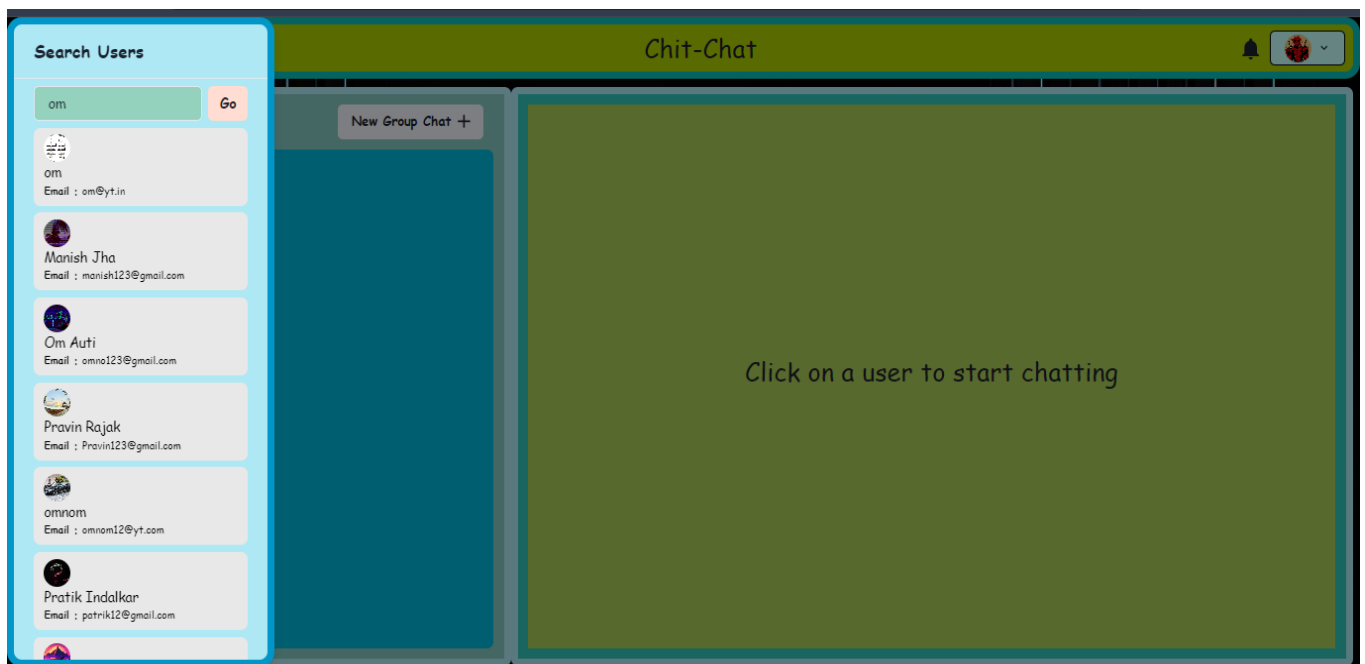 Search Users
Chit-Chat
om
Go
New Group Chat +
om
Email : om@yt.in
Manish Jha
Email : manish123@gmail.com
Om Auti
Email : omno123@gmail.com
Pravin Rajak
Email : Pravin123@gmail.com
omnom
Email : omnom12@yt.com
Pratik Indalkar
Email : patrik12@gmail.com
Click on a user to start chatting